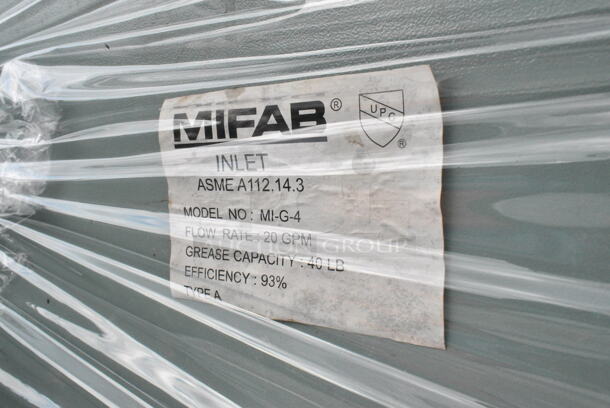 MIFAB®
UPC
®
INLET
ASME A112.14.3
MODEL NO : MI-G-4
FLOW RATE : 20 GPM
GROUP
GREASE CAPACITY : 40 LB
EFFICIENCY : 93%
TYPE A